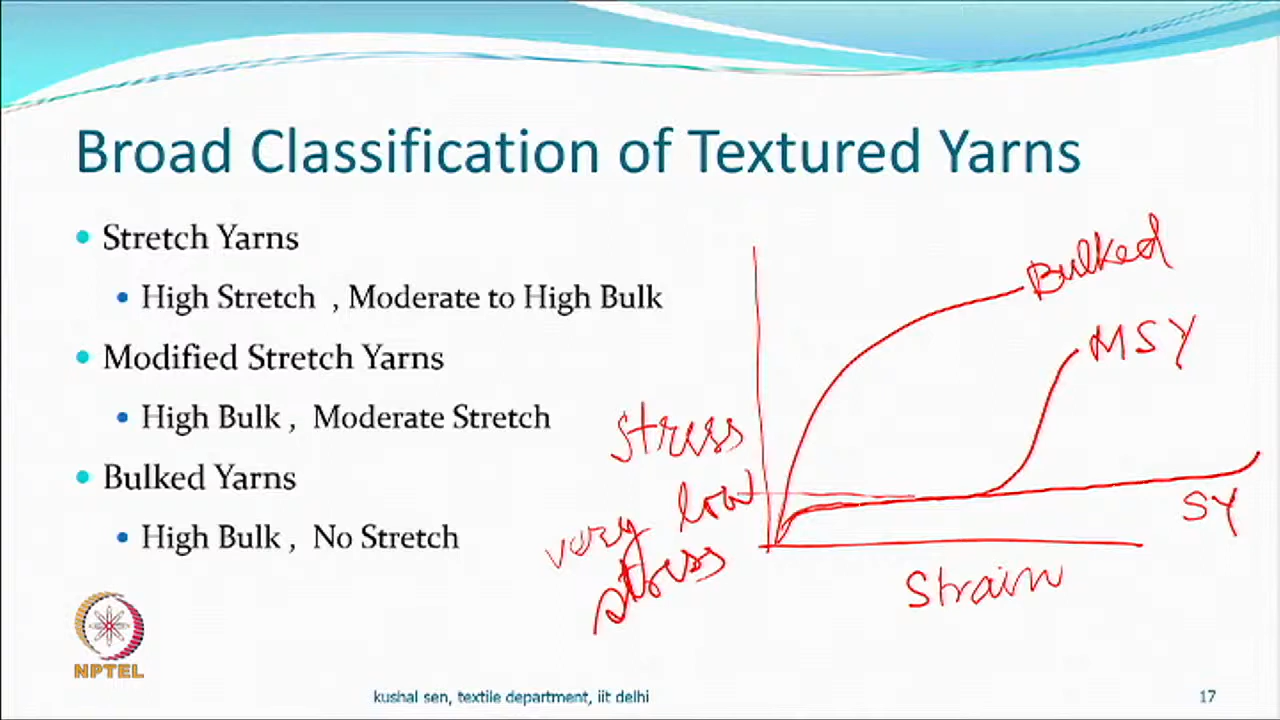 Broad Classification of Textured Yarns
Stretch Yarns
High Stretch , Moderate to High Bulk
Modified Stretch Yarns
High Bulk , Moderate Stretch
Bulked Yarns
High Bulk , No Stretch
Bulked
MSY
Stress
very low
stress
SY
Strain
NPTEL
kushal sen, textile department, iit delhi
17